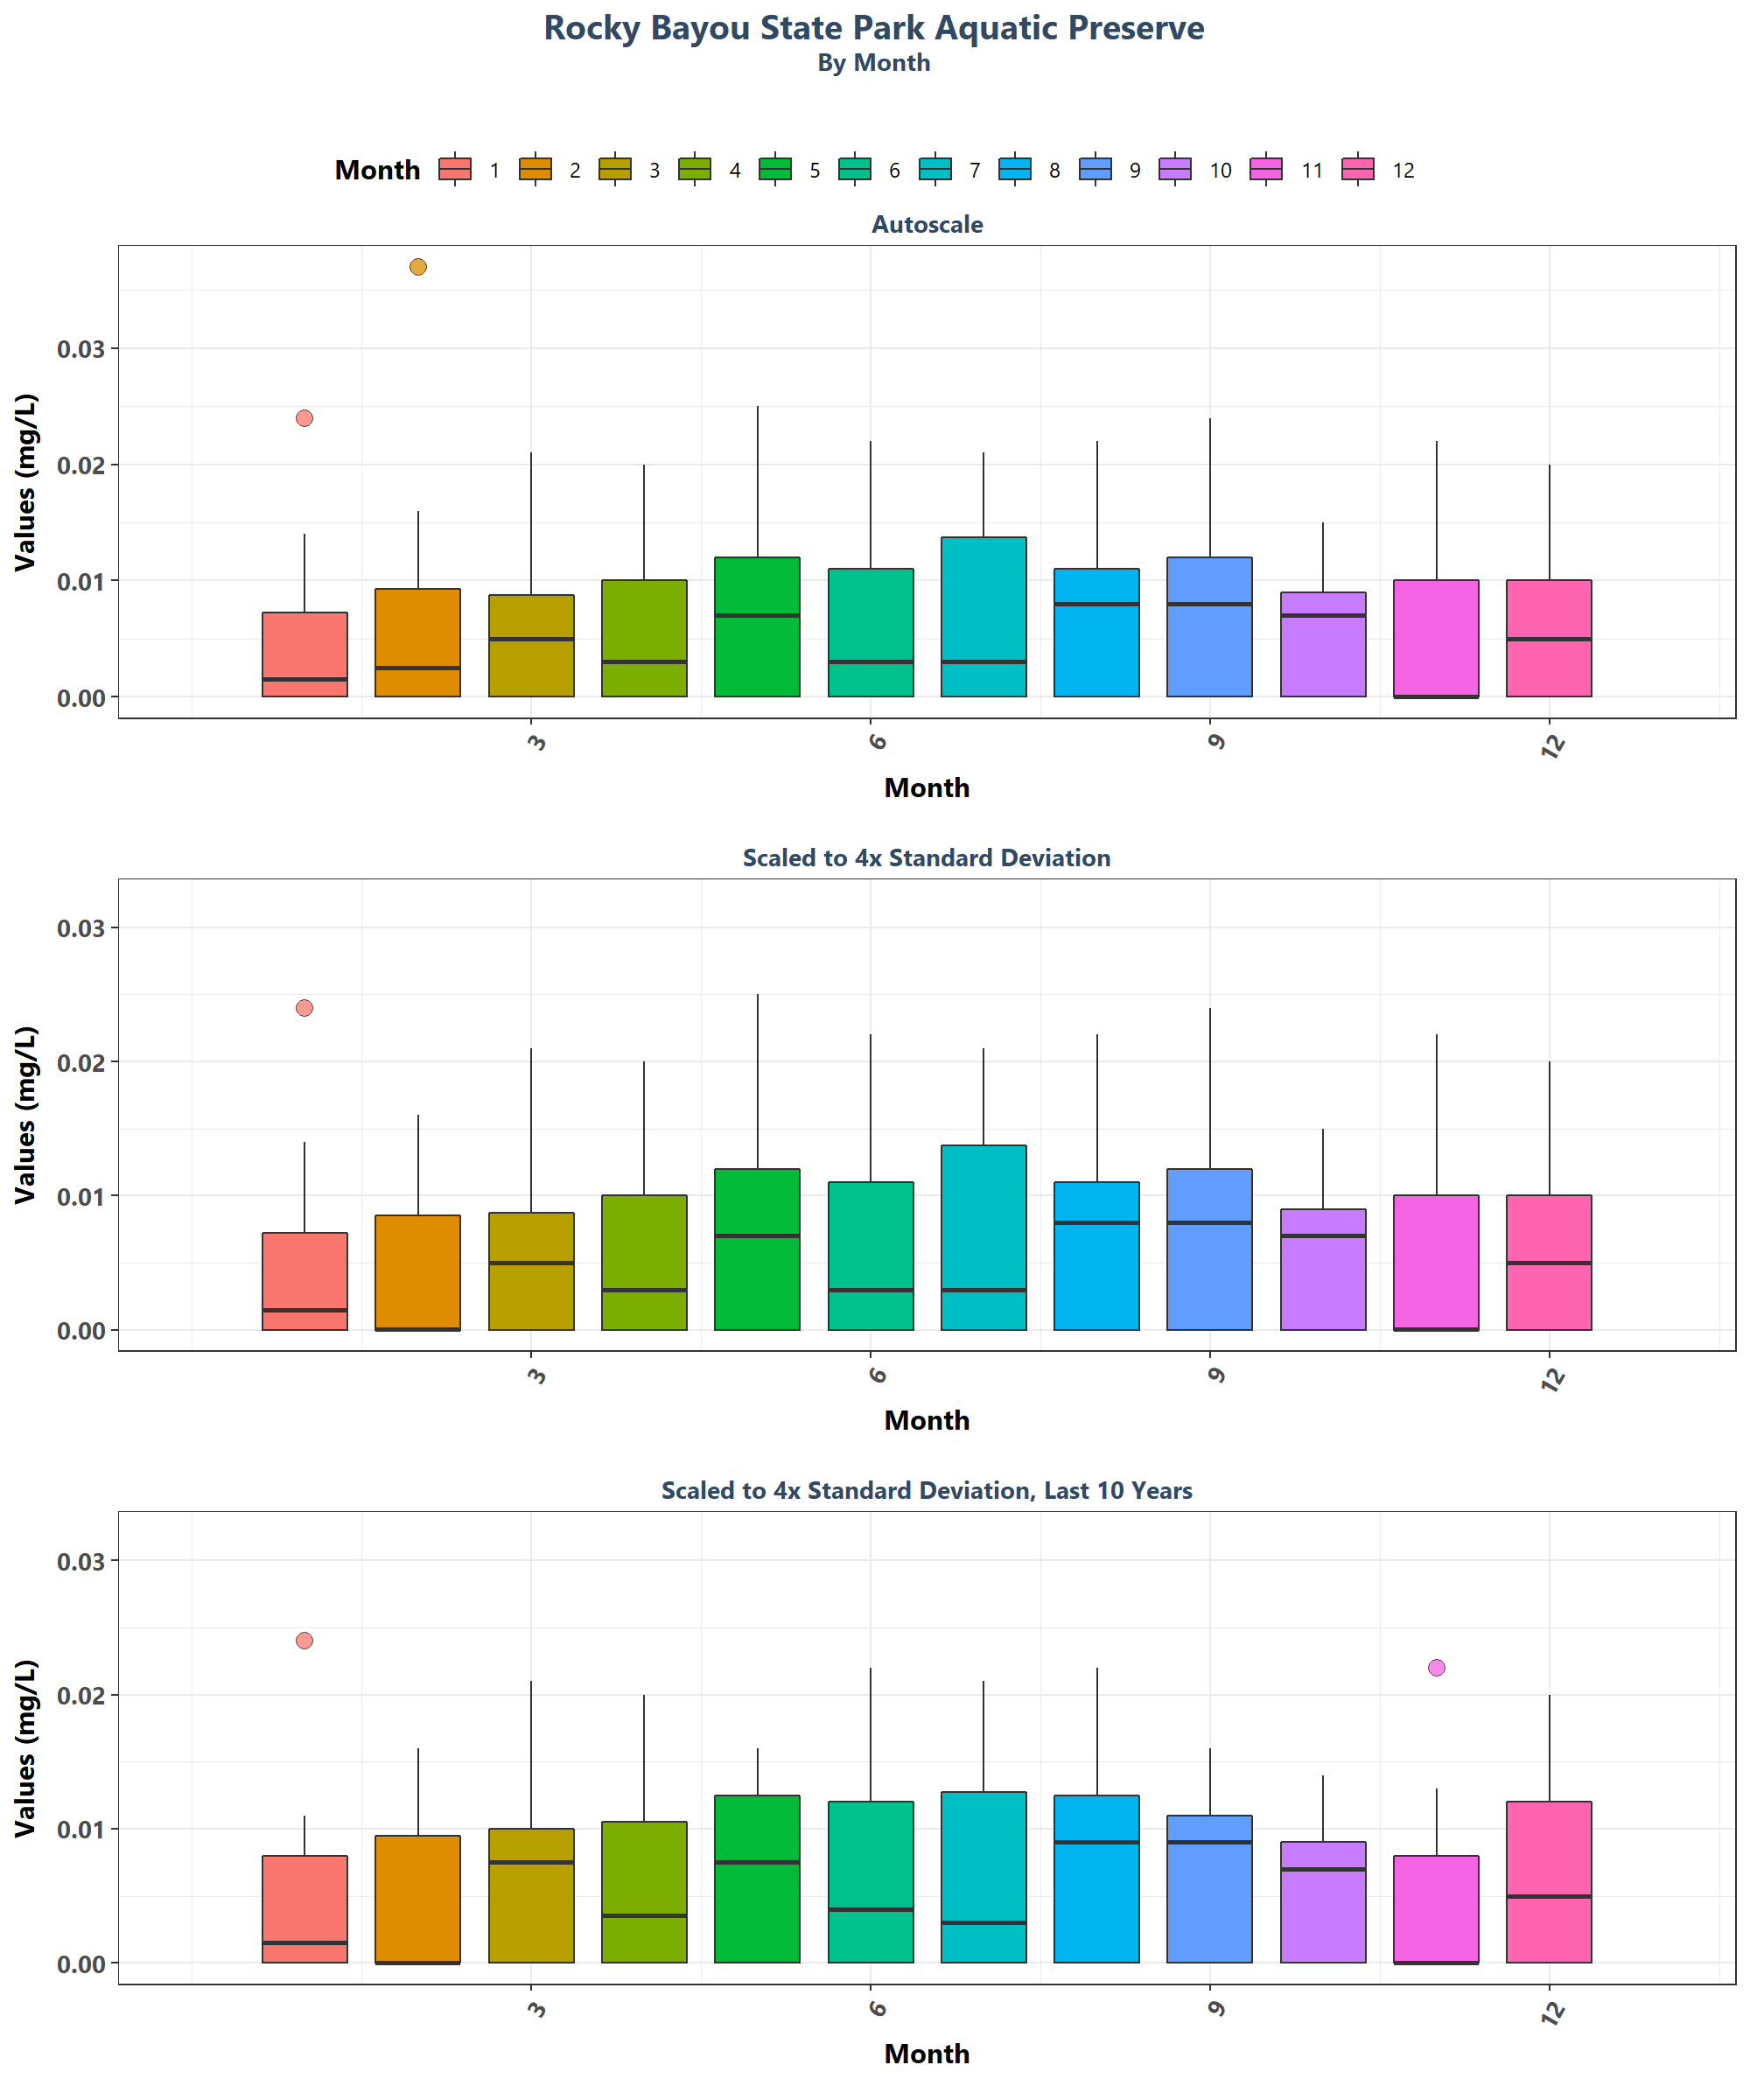 Rocky Bayou State Park Aquatic Preserve
By Month
Month 1 2 3 4 5 6 7 8 9 10 11 12
Autoscale
Values (mg/L)
0.03
0.02
0.01
0.00
3 6 9 12
Month
Scaled to 4x Standard Deviation
Values (mg/L)
0.03
0.02
0.01
0.00
3 6 9 12
Month
Scaled to 4x Standard Deviation, Last 10 Years
Values (mg/L)
0.03
0.02
0.01
0.00
3 6 9 12
Month